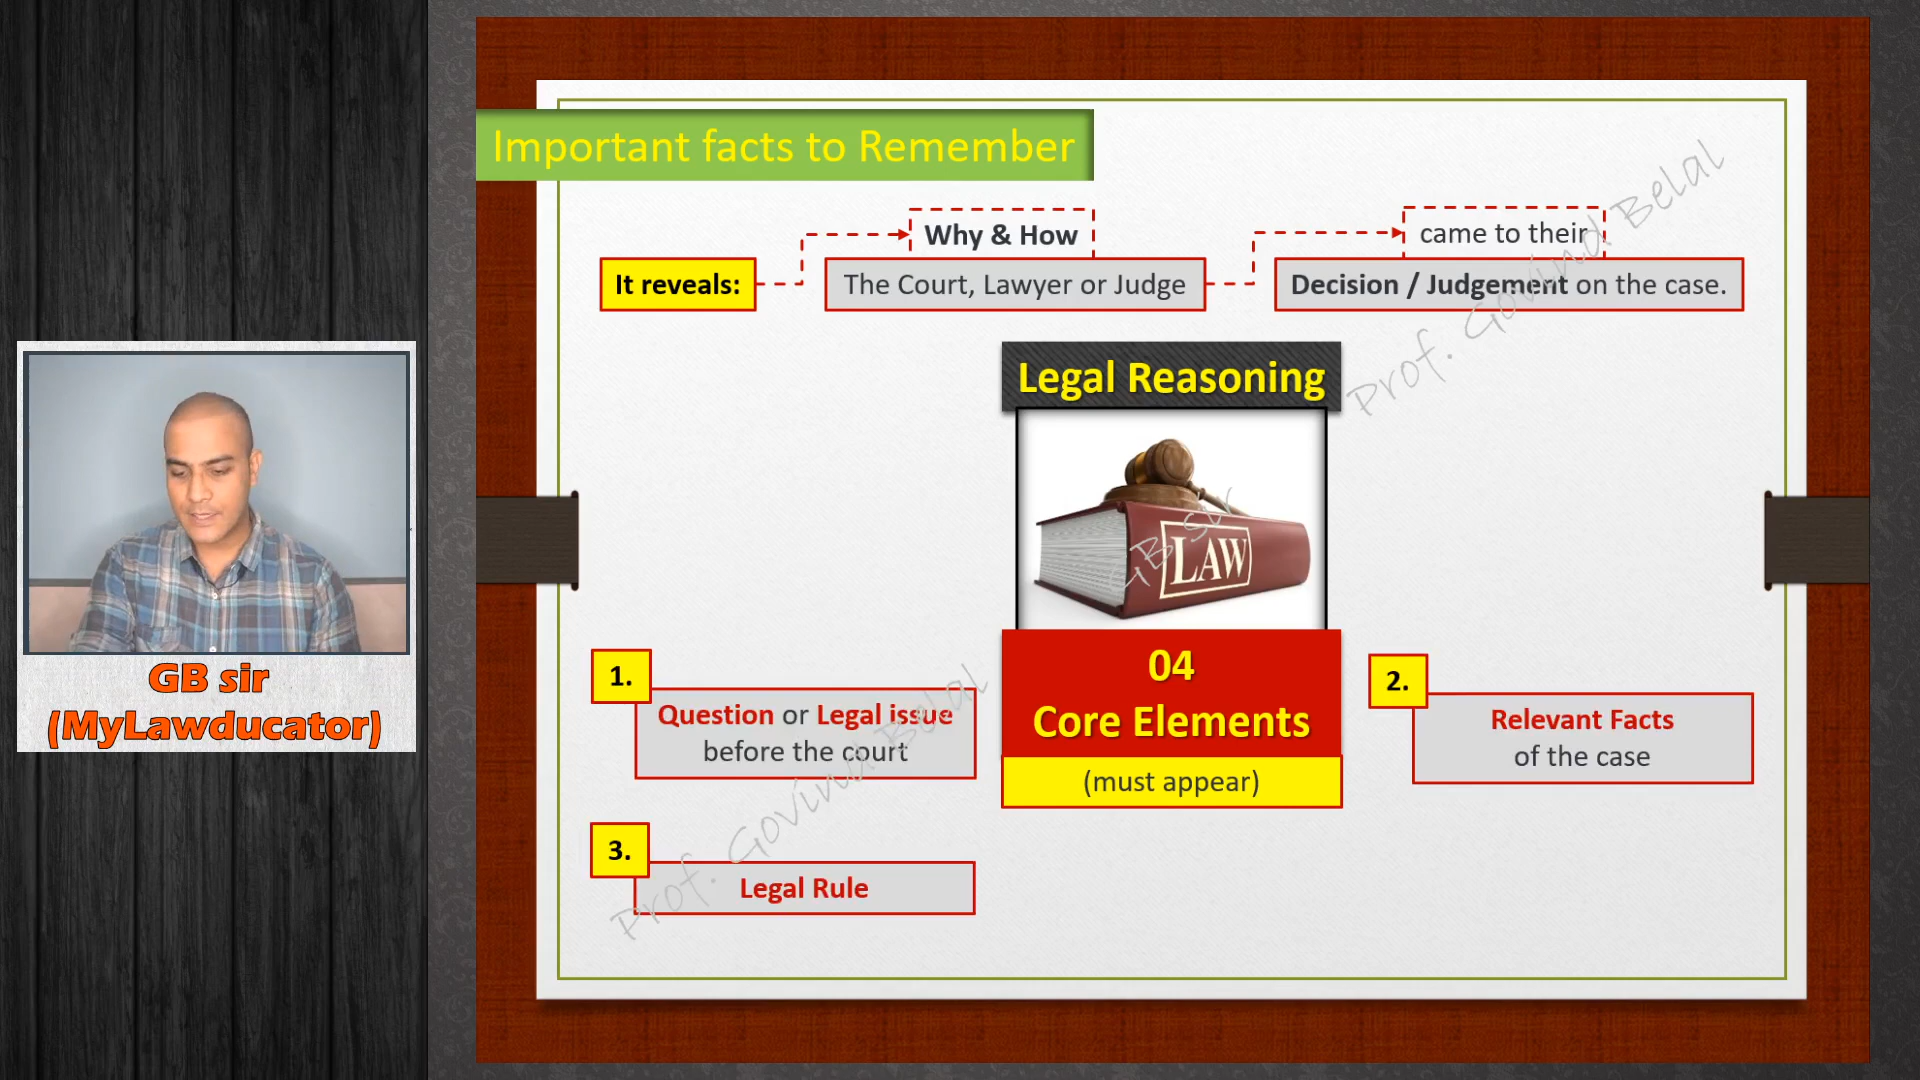 Important facts to Remember
Why & How
came to their
It reveals:
The Court, Lawyer or Judge
Decision / Judgement on the case.
Legal Reasoning
LAW
GB sir
04
Core Elements
(must appear)
1.
Question or Legal issue
before the court
2.
Relevant Facts
of the case
3.
Legal Rule
Prof. Govind Belal
Prof. Govind Belal
GB sir
(MyLawducator)